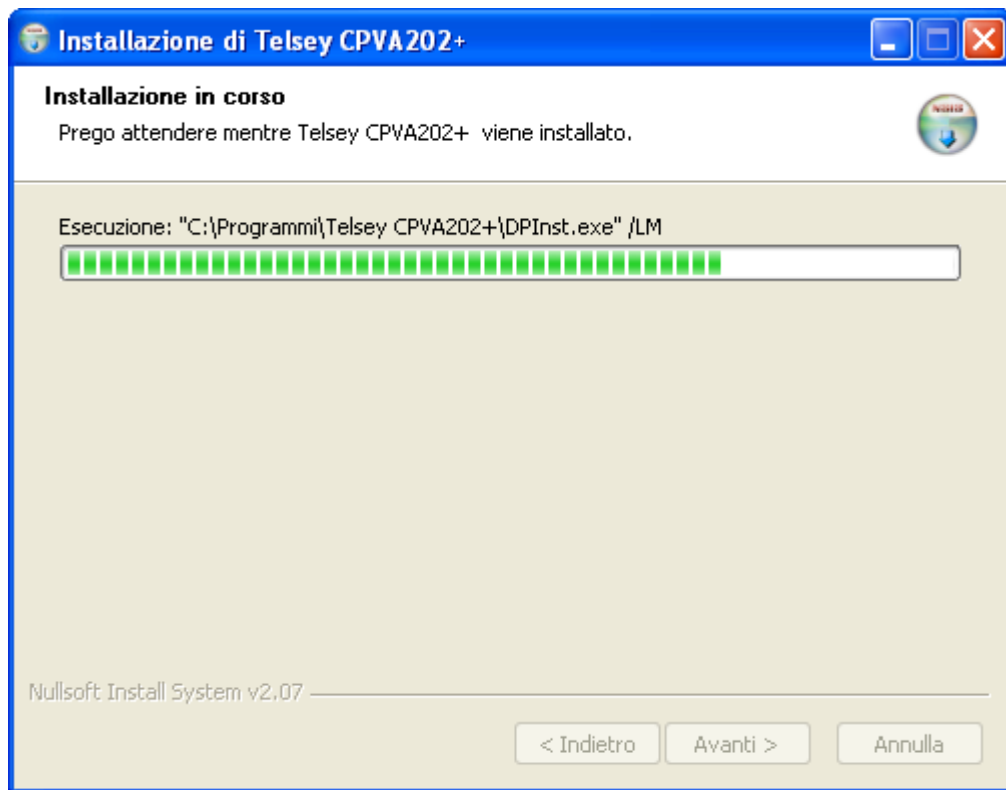 Installazione di Telsey CPVA202+
Installazione in corso
Prego attendere mentre Telsey CPVA202+  viene installato.
Esecuzione: "C:\Programmi\Telsey CPVA202+\DPInst.exe" /LM
Nullsoft Install System v2.07
< Indietro
Avanti >
Annulla